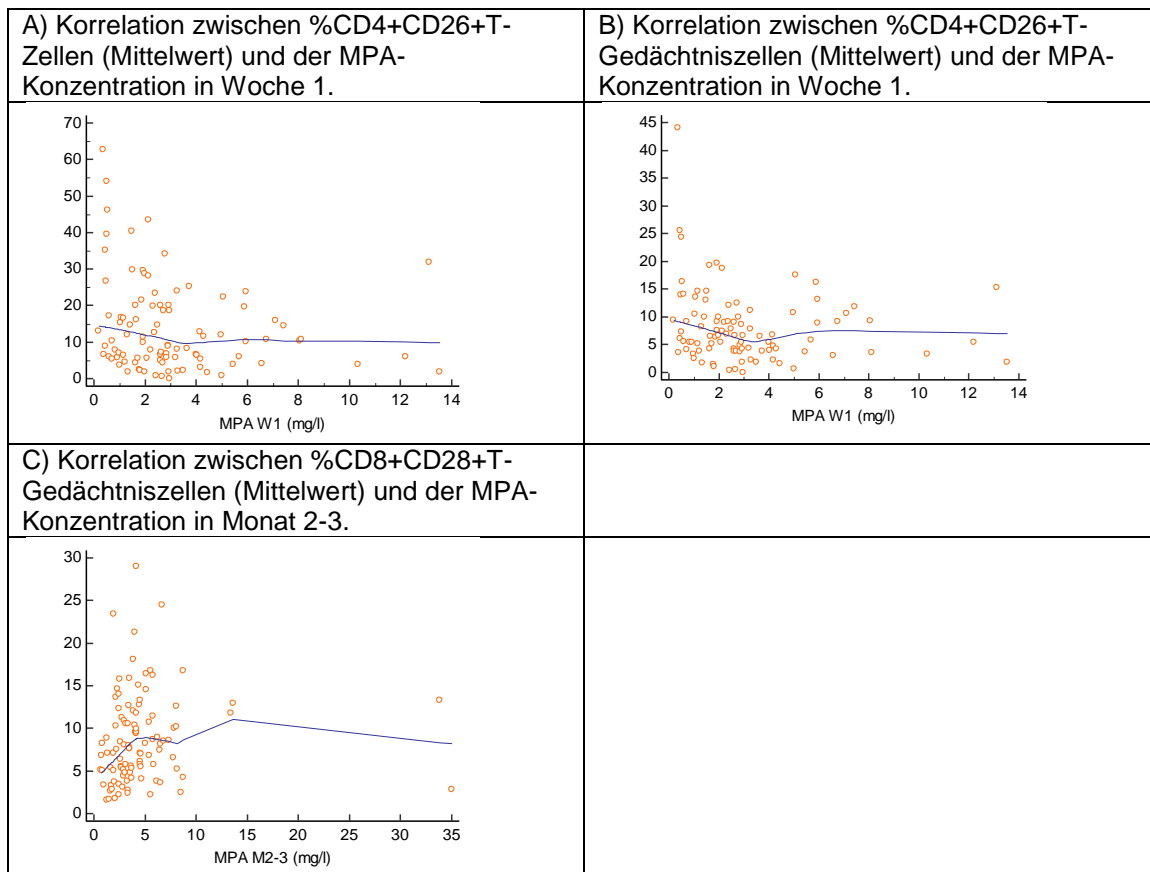 A) Korrelation zwischen %CD4+CD26+T-
Zellen (Mittelwert) und der MPA-
Konzentration in Woche 1.
B) Korrelation zwischen %CD4+CD26+T-
Gedächtniszellen (Mittelwert) und der MPA-
Konzentration in Woche 1.
70
60
50
40
30
20
10
0
0 2 4 6 8 10 12 14
MPA W1 (mg/l)
45
40
35
30
25
20
15
10
5
0
0 2 4 6 8 10 12 14
MPA W1 (mg/l)
C) Korrelation zwischen %CD8+CD28+T-
Gedächtniszellen (Mittelwert) und der MPA-
Konzentration in Monat 2-3.
30
25
20
15
10
5
0
0 5 10 15 20 25 30 35
MPA M2-3 (mg/l)